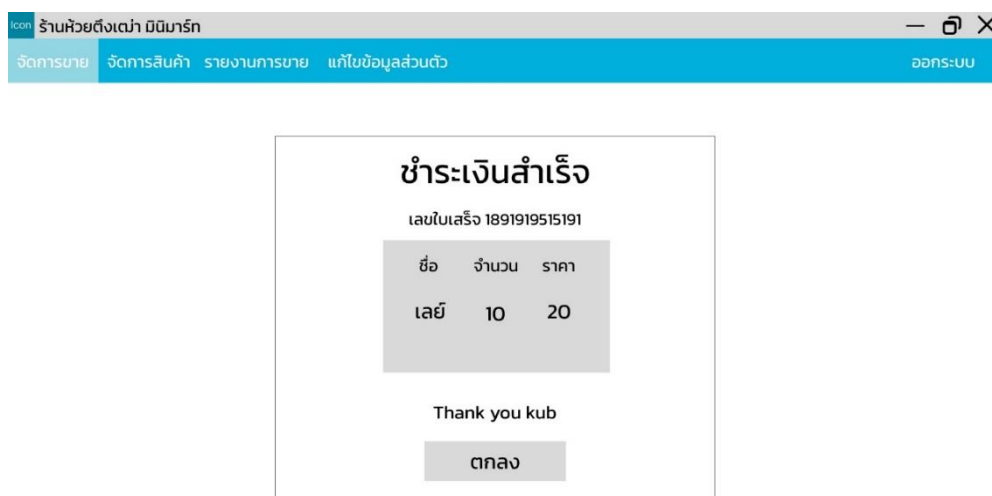 Icon ร้านห้วยตึงเฒ่า มินิมาร์ท
จัดการขาย จัดการสินค้า รายงานการขาย แก้ไขข้อมูลส่วนตัว ออกระบบ
ชำระเงินสำเร็จ
เลขใบเสร็จ 1891919515191
ชื่อ จำนวน ราคา
เลย์ 10 20
Thank you kub
ตกลง